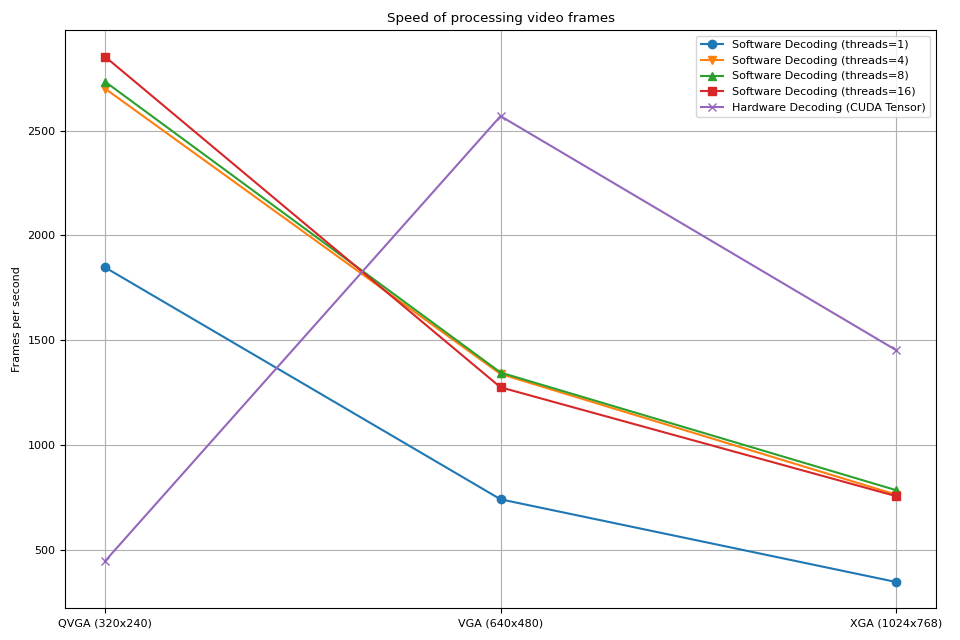 Speed of processing video frames
Software Decoding (threads=1)
Software Decoding (threads=4)
Software Decoding (threads=8)
Software Decoding (threads=16)
Hardware Decoding (CUDA Tensor)
Frames per second
2500
2000
1500
1000
500
QVGA (320x240)
VGA (640x480)
XGA (1024x768)